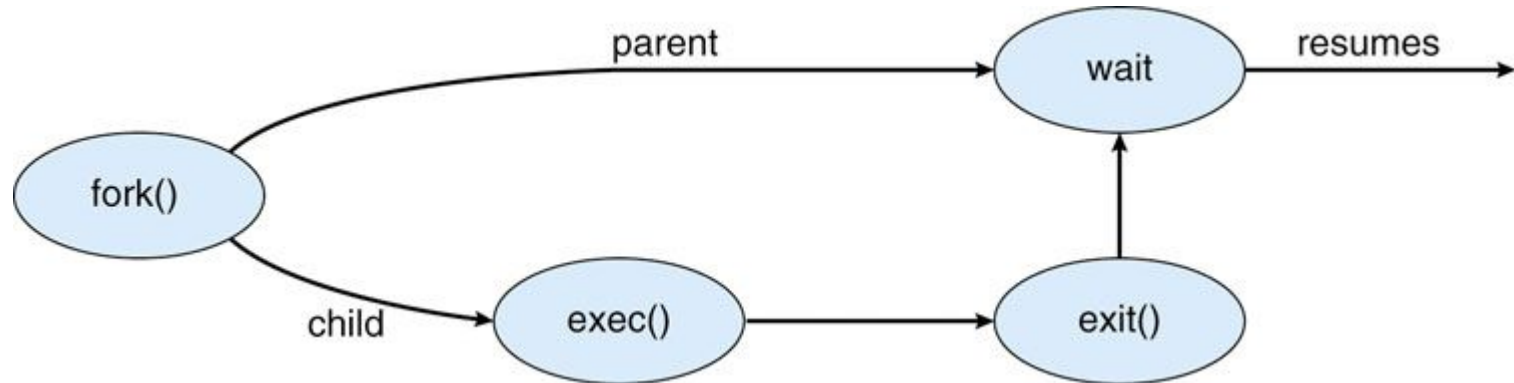 parent
wait
resumes
fork()
child
exec()
exit()